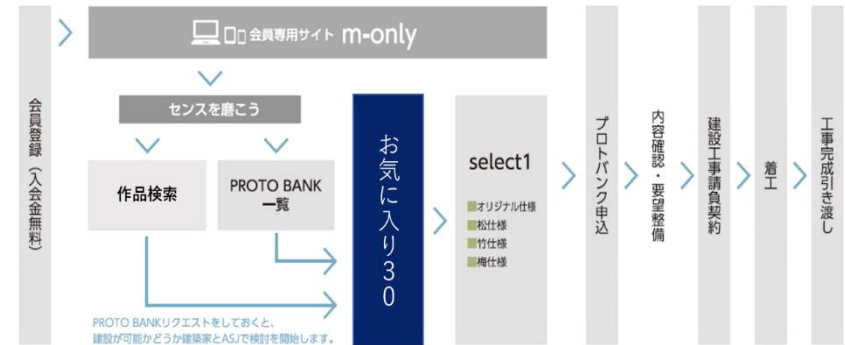 会員登録（入会金無料）
会員専用サイト m-only
センスを磨こう
作品検索
PROTO BANK
一覧
PROTO BANKリクエストをしておくと、
建設が可能かどうか建築家とASJで検討を開始します。
お気に入り30
select1
オリジナル仕様
松仕様
竹仕様
梅仕様
プロトバンク申込
内容確認・要望整備
建設工事請負契約
着工
工事完成引き渡し